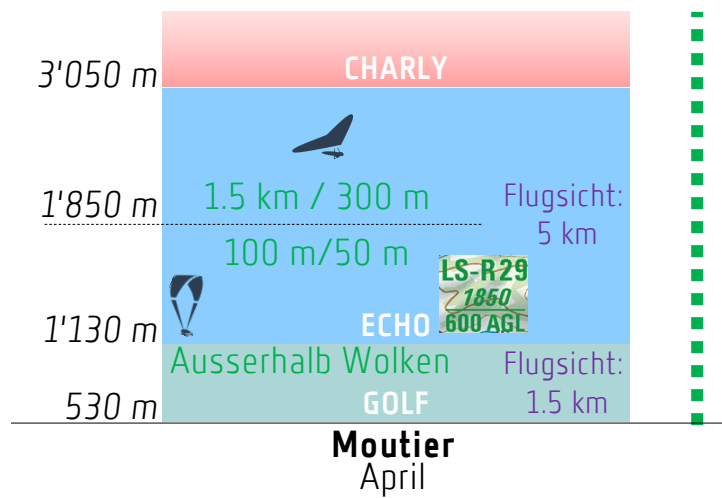 3'050 m
CHARLY
1'850 m
1.5 km / 300 m
Flugsicht:
5 km
100 m/50 m
LS-R29
1850
600 AGL
1'130 m
ECHO
Ausserhalb Wolken
Flugsicht:
1.5 km
530 m
GOLF
Moutier
April